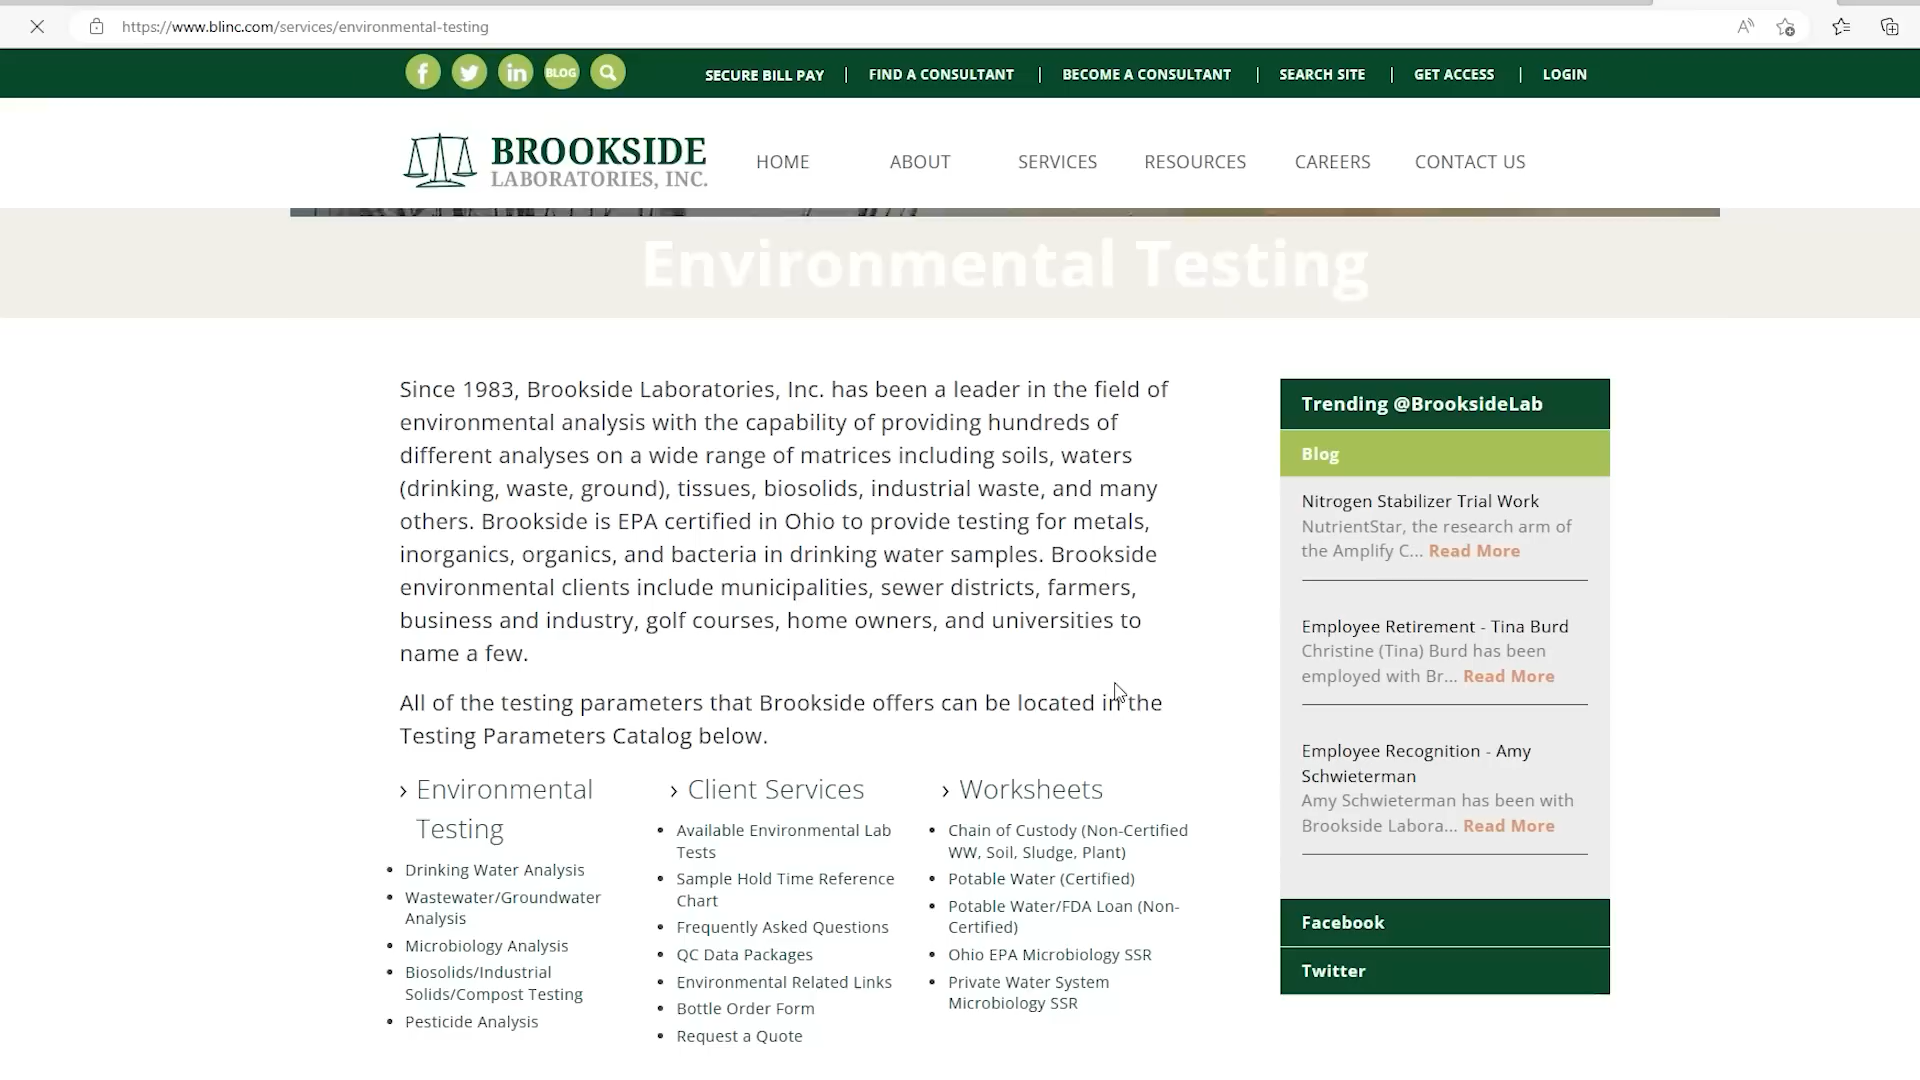 https://www.blinc.com/services/environmental-testing
BLOG
SECURE BILL PAY | FIND A CONSULTANT | BECOME A CONSULTANT | SEARCH SITE | GET ACCESS | LOGIN
BROOKSIDE
LABORATORIES, INC.
HOME ABOUT SERVICES RESOURCES CAREERS CONTACT US
Environmental Testing
Since 1983, Brookside Laboratories, Inc. has been a leader in the field of
environmental analysis with the capability of providing hundreds of
different analyses on a wide range of matrices including soils, waters
(drinking, waste, ground), tissues, biosolids, industrial waste, and many
others. Brookside is EPA certified in Ohio to provide testing for metals,
inorganics, organics, and bacteria in drinking water samples. Brookside
environmental clients include municipalities, sewer districts, farmers,
business and industry, golf courses, home owners, and universities to
name a few.
All of the testing parameters that Brookside offers can be located in the
Testing Parameters Catalog below.
› Environmental
Testing
• Drinking Water Analysis
• Wastewater/Groundwater
Analysis
• Microbiology Analysis
• Biosolids/Industrial
Solids/Compost Testing
• Pesticide Analysis
› Client Services
• Available Environmental Lab
Tests
• Sample Hold Time Reference
Chart
• Frequently Asked Questions
• QC Data Packages
• Environmental Related Links
• Bottle Order Form
• Request a Quote
› Worksheets
• Chain of Custody (Non-Certified
WW, Soil, Sludge, Plant)
• Potable Water (Certified)
• Potable Water/FDA Loan (Non-
Certified)
• Ohio EPA Microbiology SSR
• Private Water System
Microbiology SSR
Trending @BrooksideLab
Blog
Nitrogen Stabilizer Trial Work
NutrientStar, the research arm of
the Amplify C... Read More
Employee Retirement - Tina Burd
Christine (Tina) Burd has been
employed with Br... Read More
Employee Recognition - Amy
Schwieterman
Amy Schwieterman has been with
Brookside Labora... Read More
Facebook
Twitter